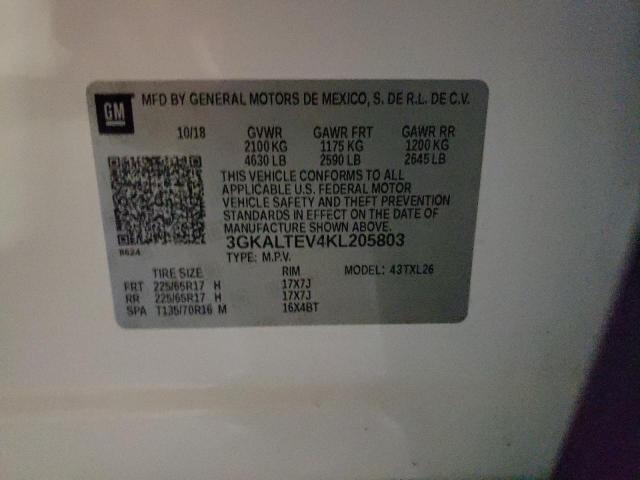 GM
MFD BY GENERAL MOTORS DE MEXICO, S. DE R.L. DE C.V.
10/18 GVWR GAWR FRT GAWR RR
2100 KG 1175 KG 1200 KG
4630 LB 2590 LB 2645 LB
THIS VEHICLE CONFORMS TO ALL
APPLICABLE U.S. FEDERAL MOTOR
VEHICLE SAFETY AND THEFT PREVENTION
STANDARDS IN EFFECT ON THE DATE OF
MANUFACTURE SHOWN ABOVE.
3GKALTEV4KL205803
8624
TYPE: M.P.V.
TIRE SIZE RIM MODEL: 43TXL26
FRT 225/65R17 H 17X7J
RR 225/65R17 H 17X7J
SPA T135/70R16 M 16X4BT